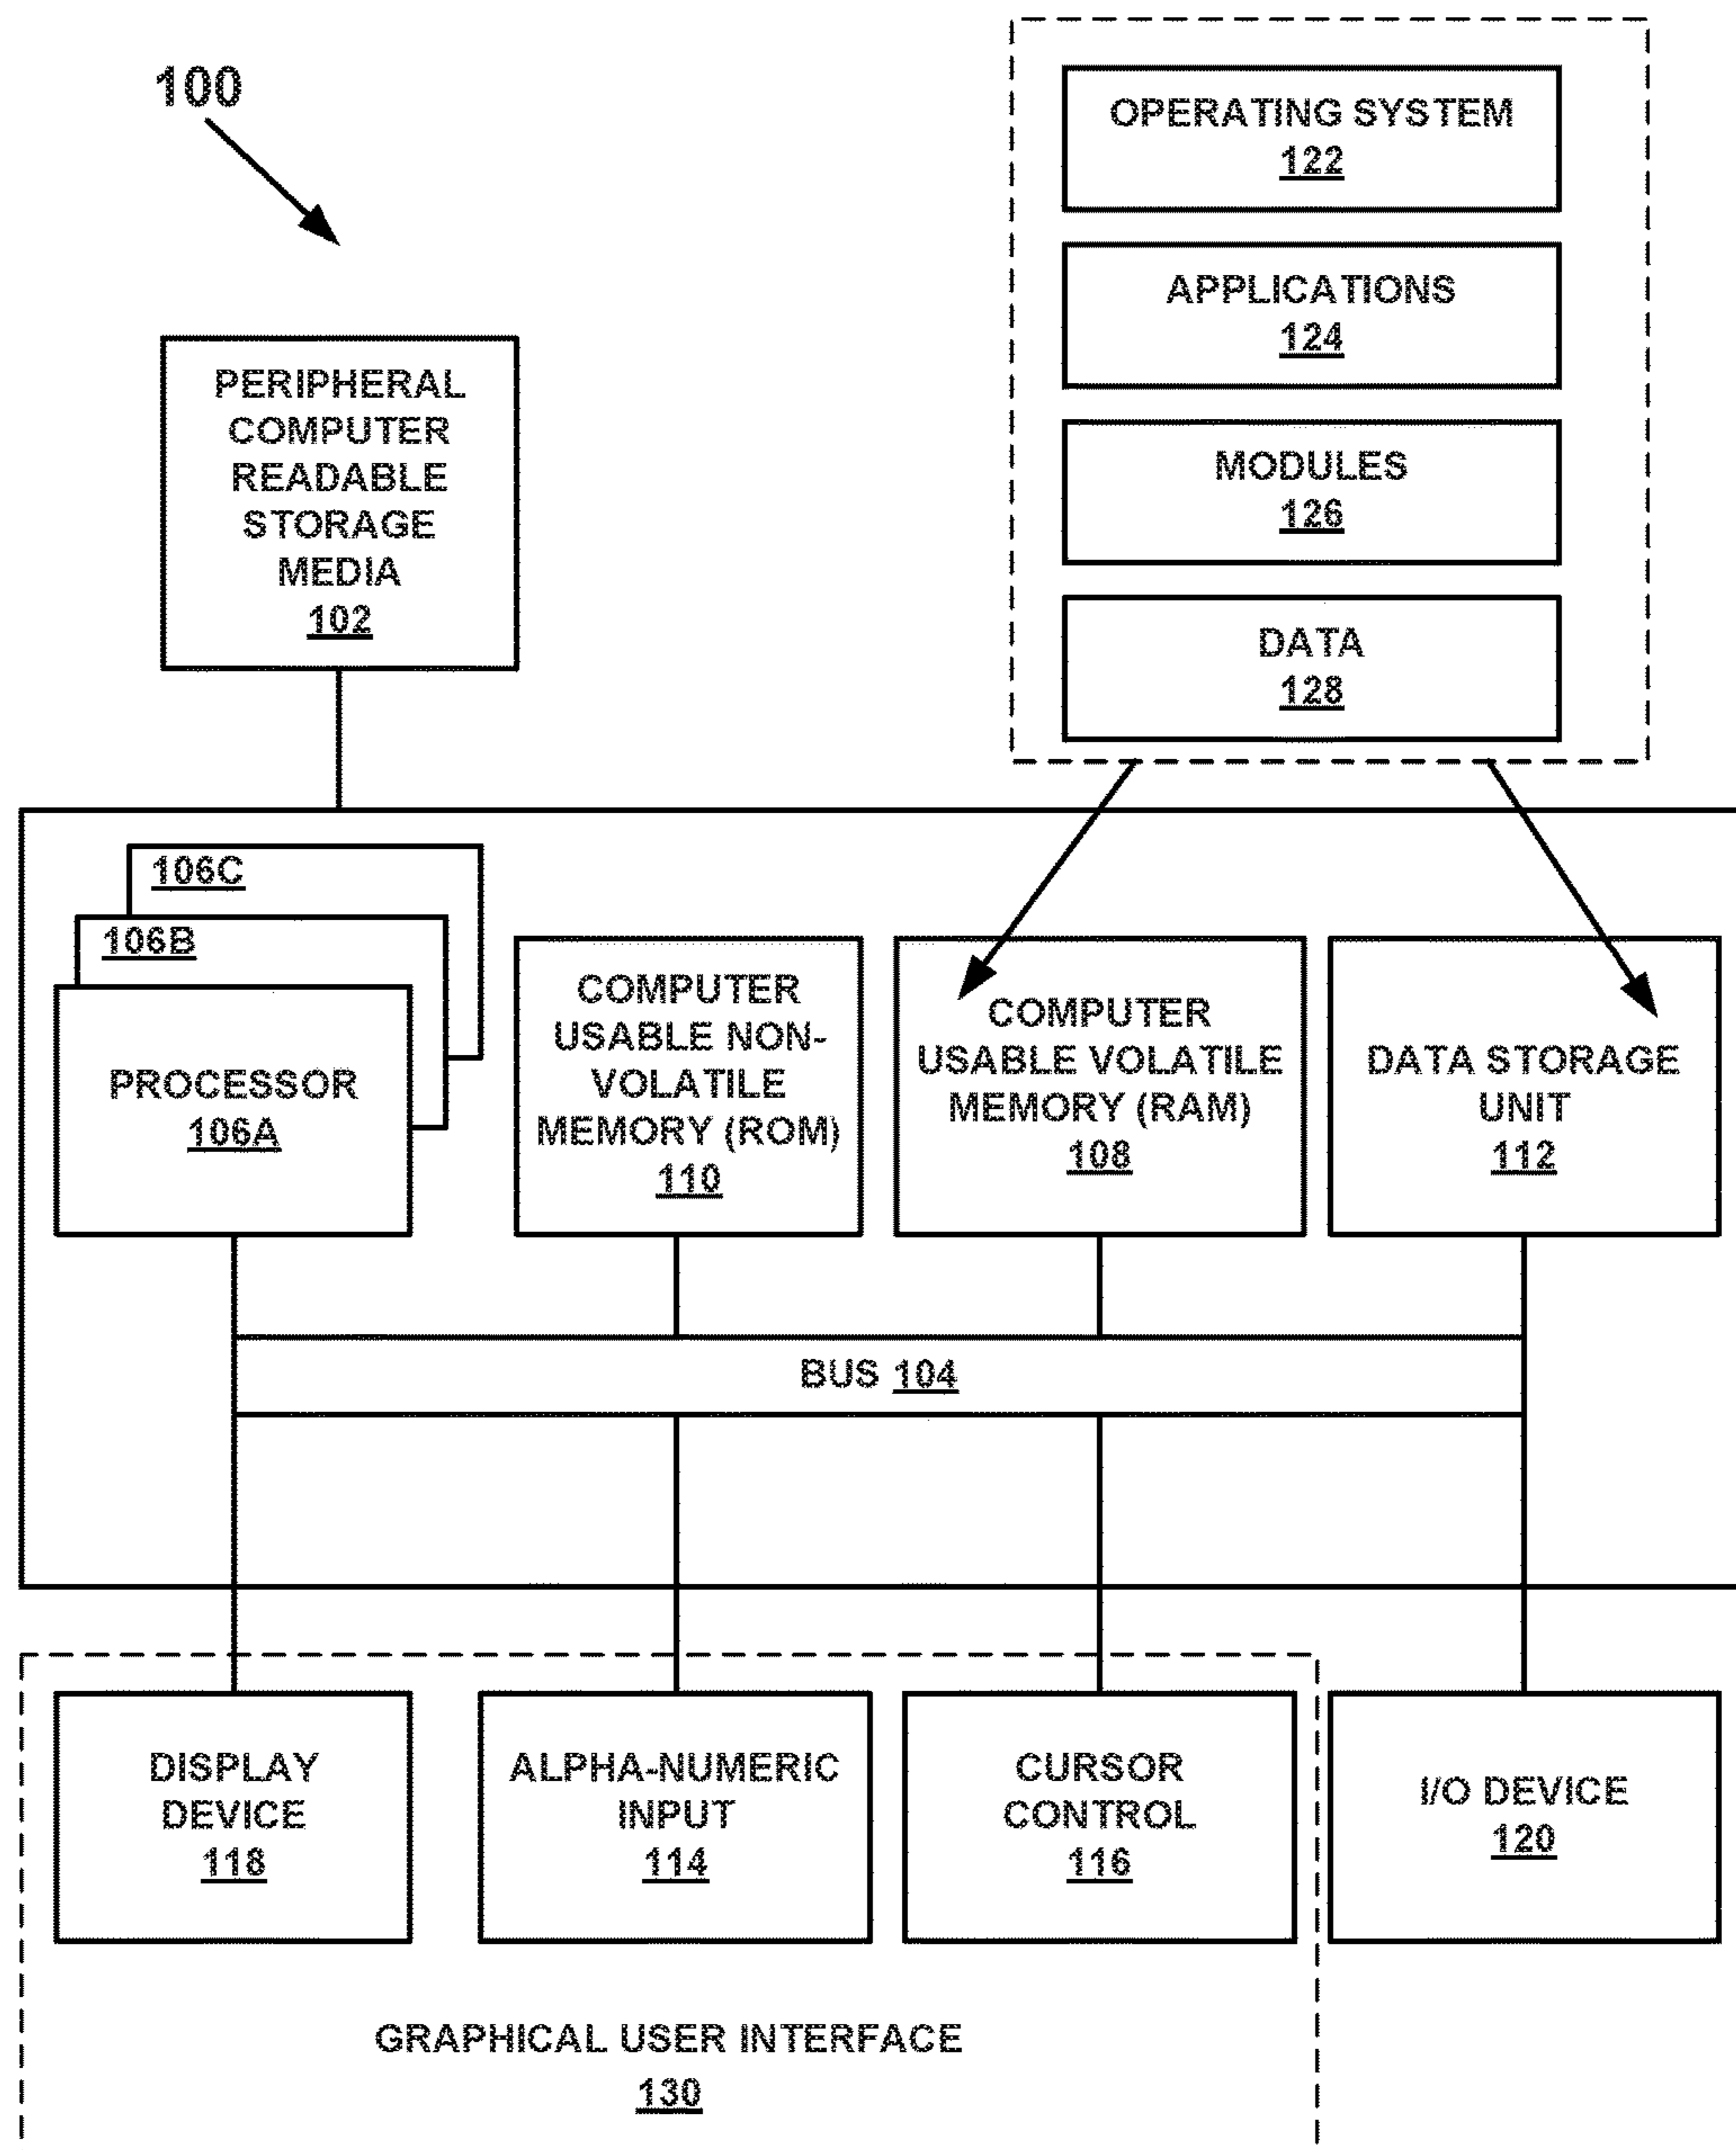 100
OPERATING SYSTEM
122
APPLICATIONS
124
MODULES
126
DATA
128
PERIPHERAL
COMPUTER
READABLE
STORAGE
MEDIA
102
106C
106B
PROCESSOR
106A
COMPUTER
USABLE NON-
VOLATILE
MEMORY (ROM)
110
COMPUTER
USABLE VOLATILE
MEMORY (RAM)
108
DATA STORAGE
UNIT
112
BUS 104
DISPLAY
DEVICE
118
ALPHA-NUMERIC
INPUT
114
CURSOR
CONTROL
116
I/O DEVICE
120
GRAPHICAL USER INTERFACE
130